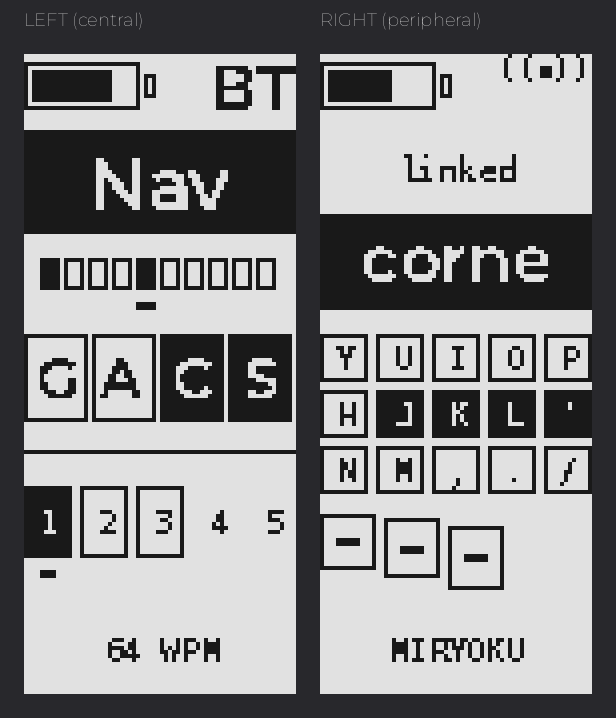 LEFT (central)
BT
Nav
G A C S
1 2 3 4 5
64 WPM
RIGHT (peripheral)
linked
corne
Y U I O P
H J K L '
N M , . /
- - -
MIRYOKU